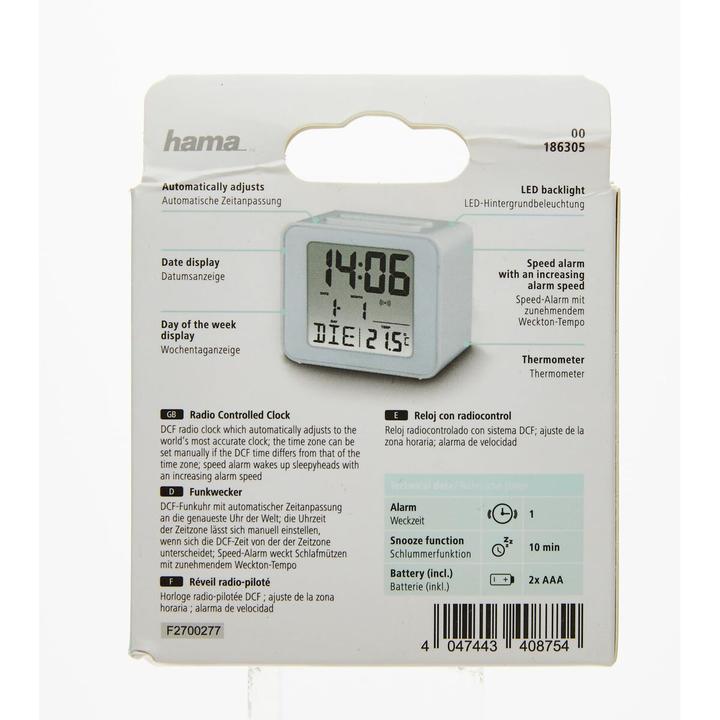 hama
00
186305
Automatically adjusts
Automatische Zeitanpassung
LED backlight
LED-Hintergrundbeleuchtung
Date display
Datumsanzeige
Speed alarm
with an increasing
alarm speed
Speed-Alarm mit
zunehmendem
Weckton-Tempo
Day of the week
display
Wochentaganzeige
Thermometer
Thermometer
14:06
DIE 21.5°C
GB Radio Controlled Clock
DCF radio clock which automatically adjusts to the
world's most accurate clock; the time zone can be
set manually if the DCF time differs from that of the
time zone; speed alarm wakes up sleepyheads with
an increasing alarm speed
D Funkwecker
DCF-Funkuhr mit automatischer Zeitanpassung
an die genaueste Uhr der Welt; die Uhrzeit
der Zeitzone lässt sich manuell einstellen,
wenn sich die DCF-Zeit von der der Zeitzone
unterscheidet; Speed-Alarm weckt Schlafmützen
mit zunehmendem Weckton-Tempo
F Réveil radio-piloté
Horloge radio-pilotée DCF ; ajuste de la zona
horaria ; alarma de velocidad
F2700277
E Reloj con radiocontrol
Reloj radiocontrolado con sistema DCF; ajuste de la
zona horaria; alarma de velocidad
Technical data/
Alarm
Weckzeit
1
Snooze function
Schlummerfunktion
zZz
10 min
Battery (incl.)
Batterie (inkl.)
2x AAA
4 047443 408754